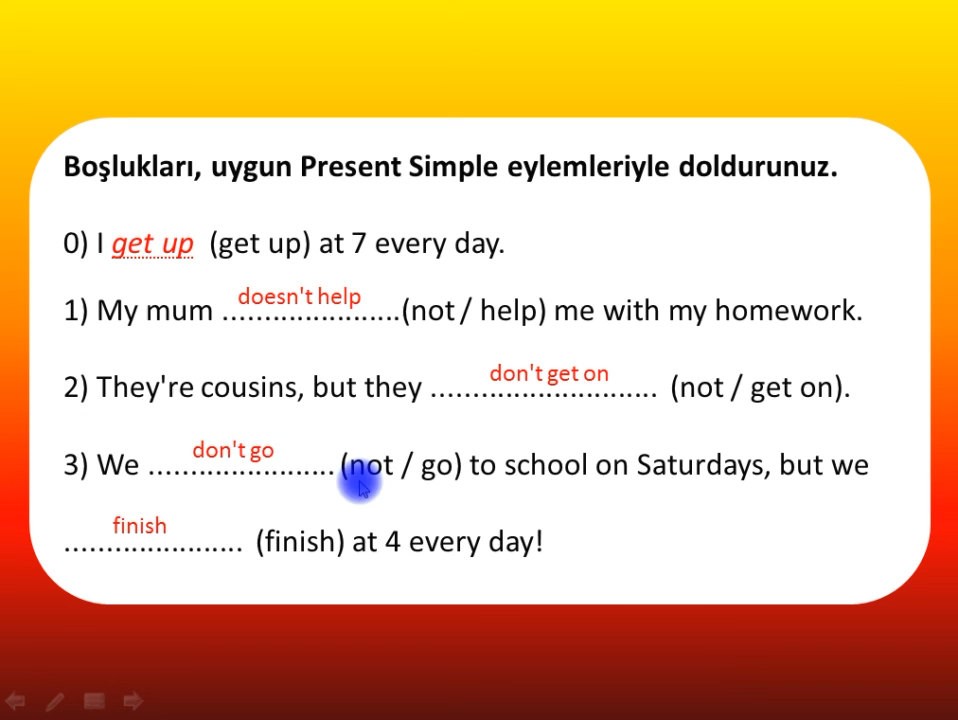 Boşlukları, uygun Present Simple eylemleriyle doldurunuz.
0) I get up (get up) at 7 every day.
1) My mum doesn't help ..................... (not / help) me with my homework.
2) They're cousins, but they don't get on ........................... (not / get on).
3) We don't go ...................... (not / go) to school on Saturdays, but we
finish ..................... (finish) at 4 every day!